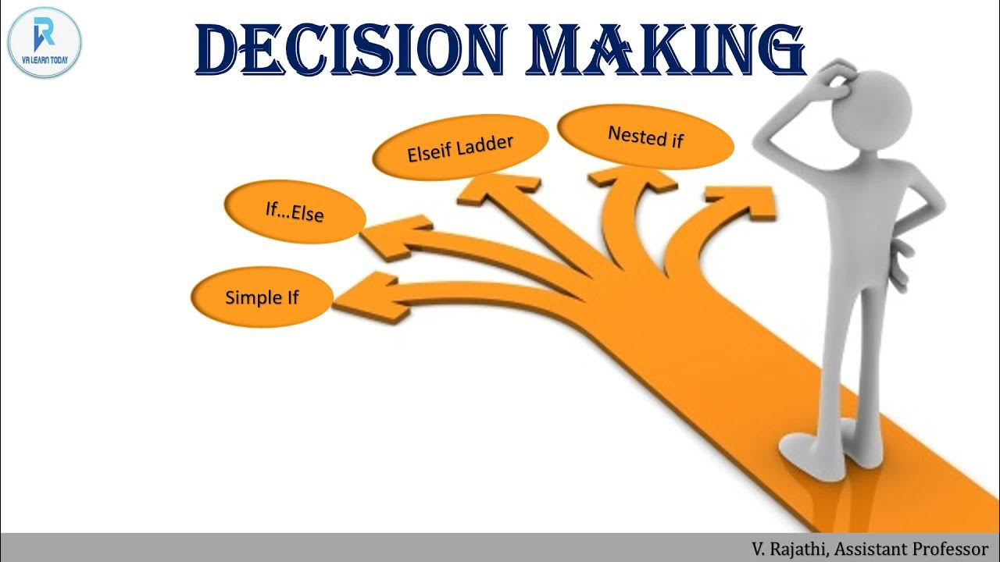 VR LEARN TODAY
DECISION MAKING
Elseif Ladder
Nested if
If...Else
Simple If
V. Rajathi, Assistant Professor